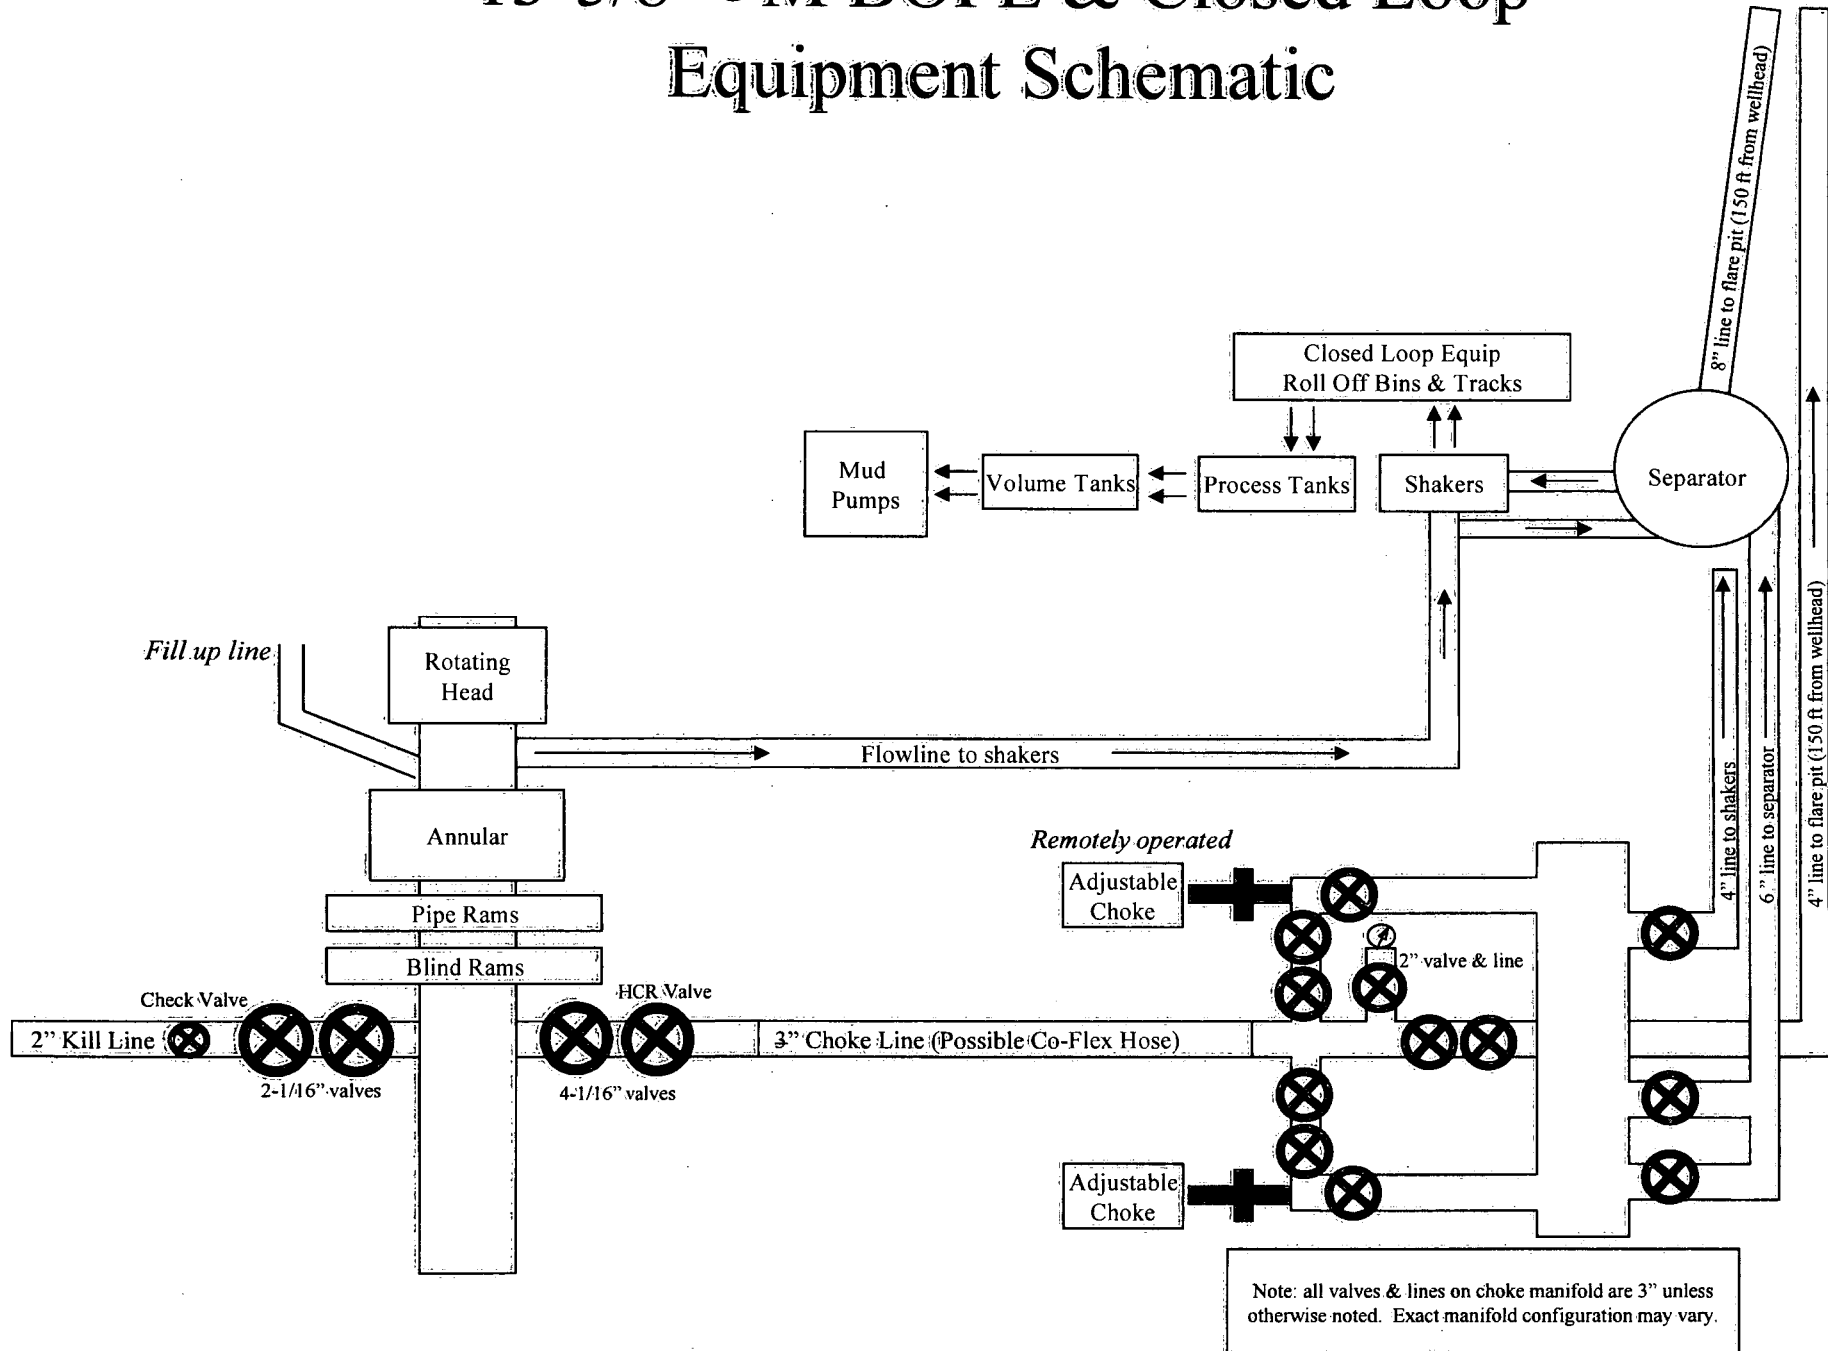 & Closed Loop
Equipment Schematic
8” line to flare pit (150 ft from wellhead)
Closed Loop Equip
Roll Off Bins & Tracks
Mud
Pumps
Volume Tanks
Process Tanks
Shakers
Separator
Fill up line
Rotating
Head
Flowline to shakers
Annular
Pipe Rams
Blind Rams
Remotely operated
Adjustable
Choke
2” valve & line
4” line to shakers
6” line to separator
4” line to flare pit (150 ft from wellhead)
Check Valve
HCR Valve
2” Kill Line
3” Choke Line (Possible Co-Flex Hose)
2-1/16” valves
4-1/16” valves
Adjustable
Choke
Note: all valves & lines on choke manifold are 3” unless
otherwise noted. Exact manifold configuration may vary.